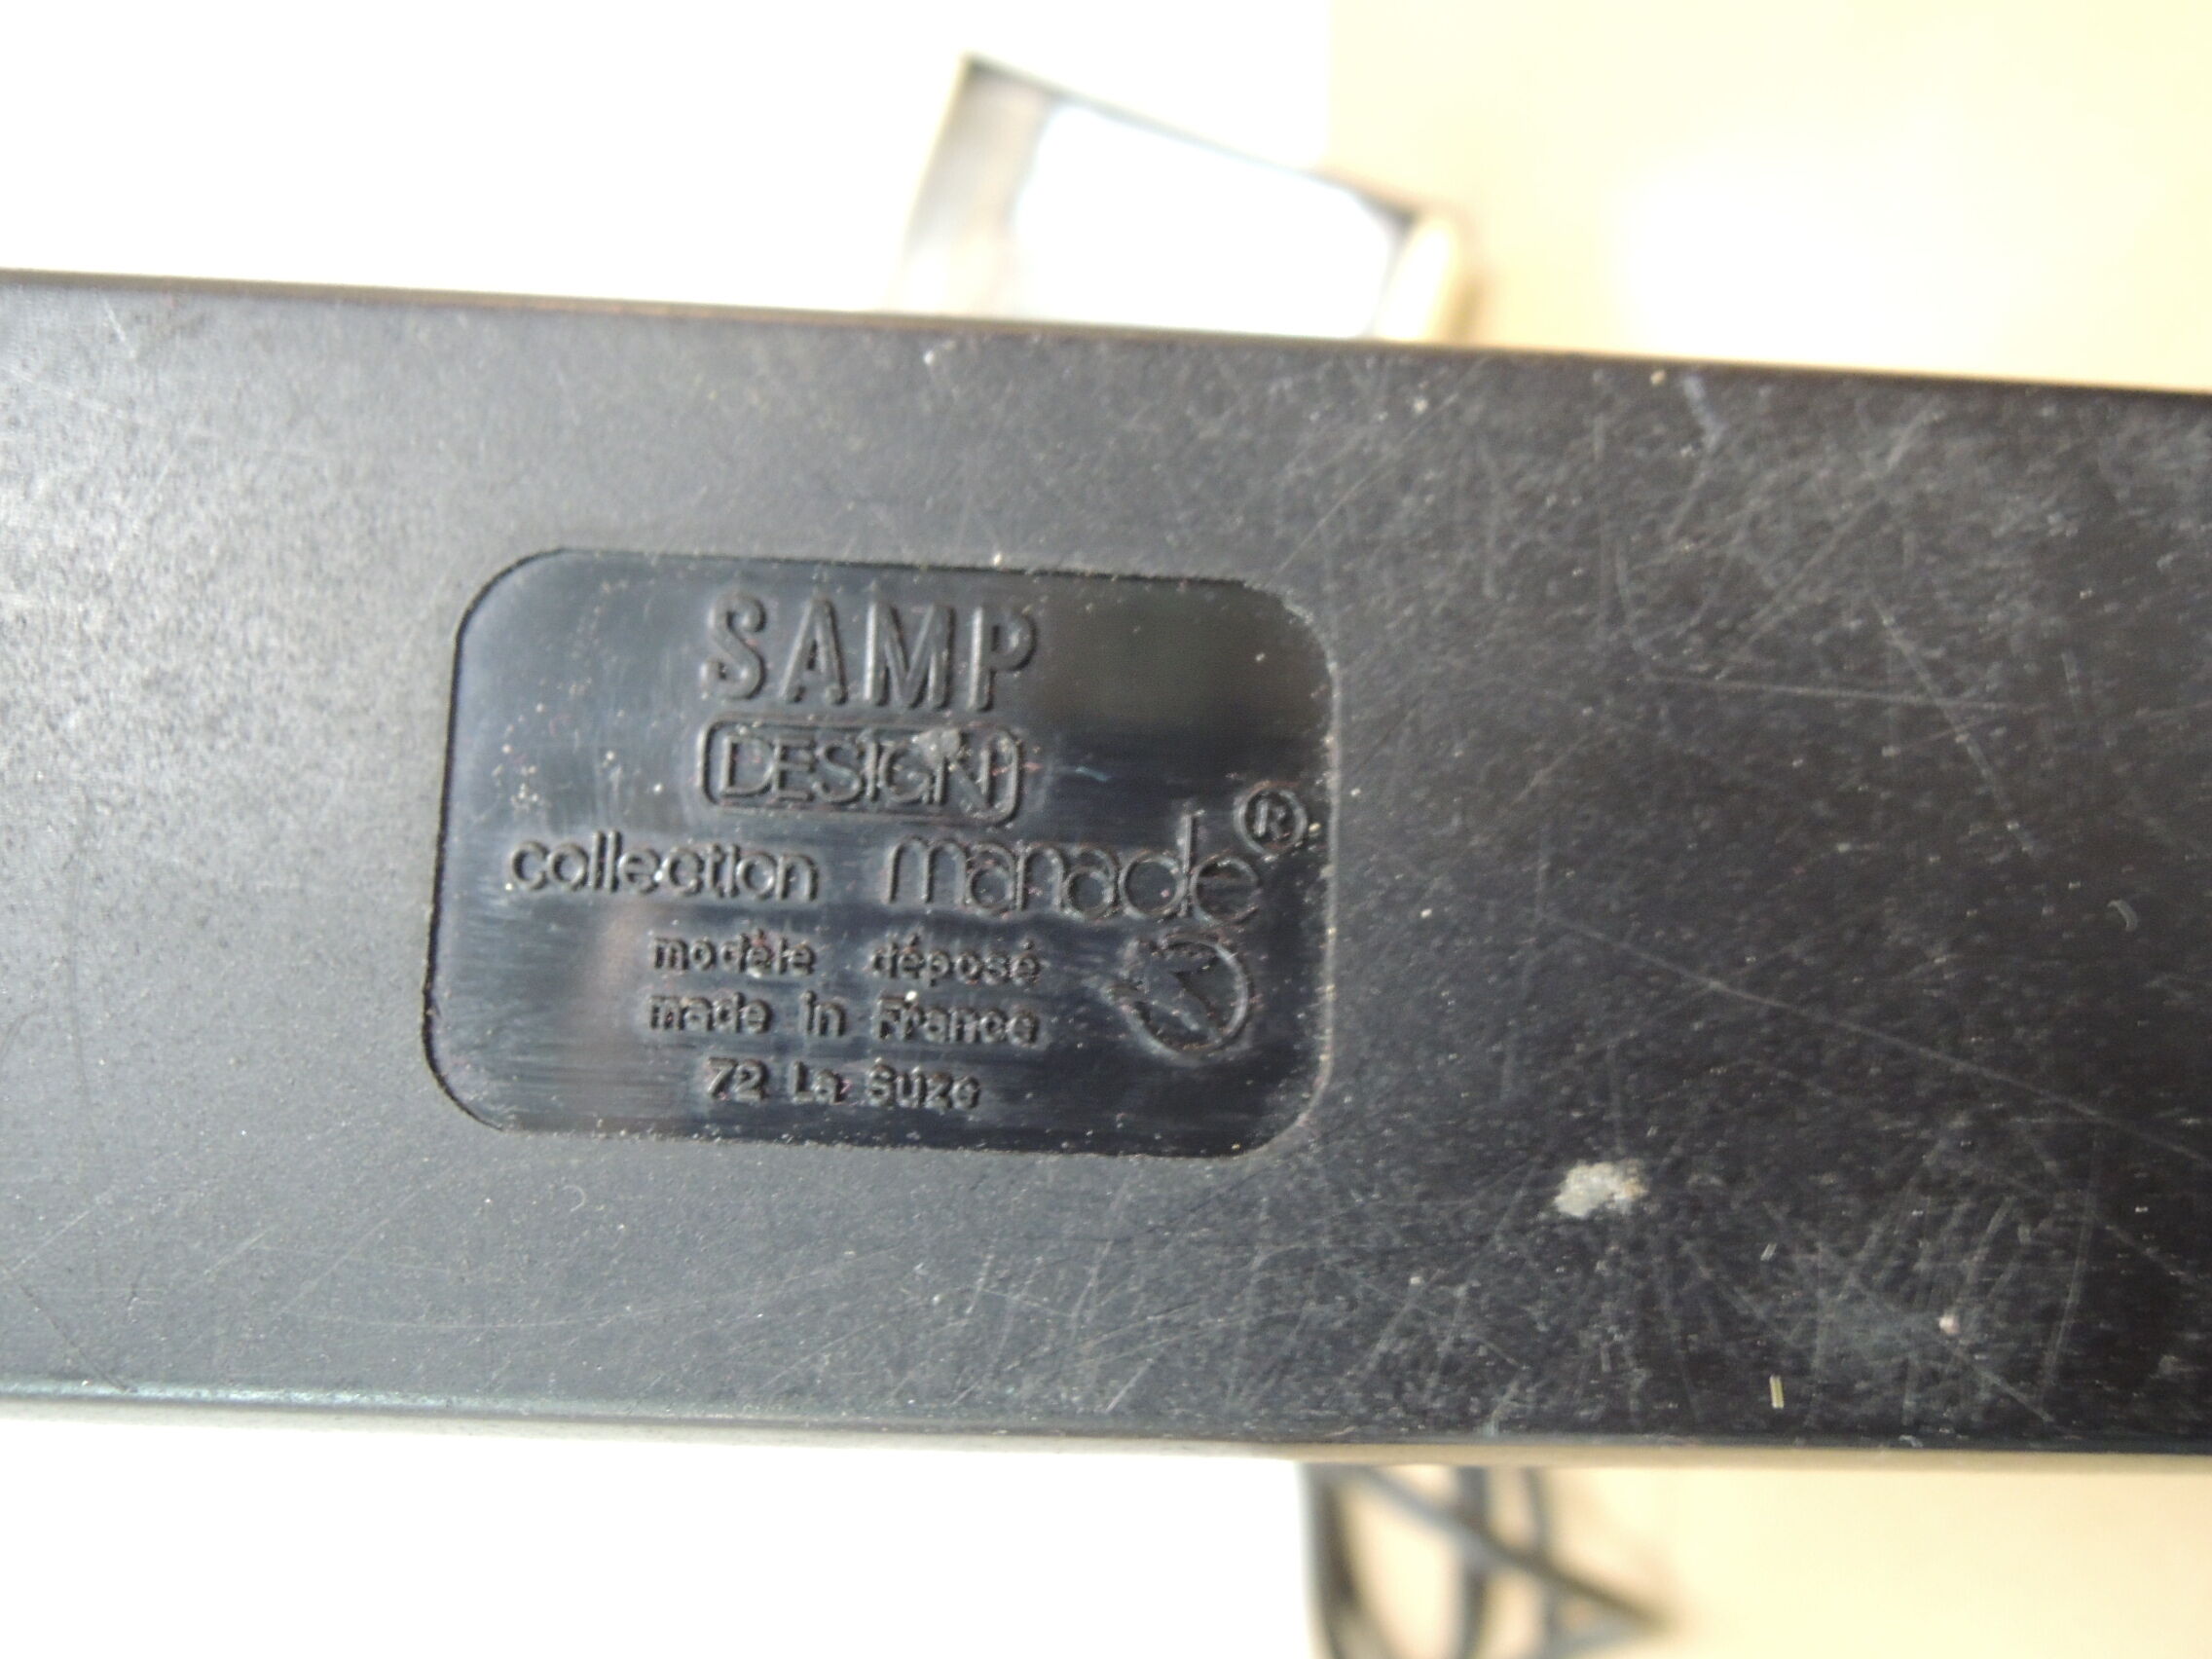 SAMP
DESIGN
collection manade®
modèle déposé
made in France
72 La Suze